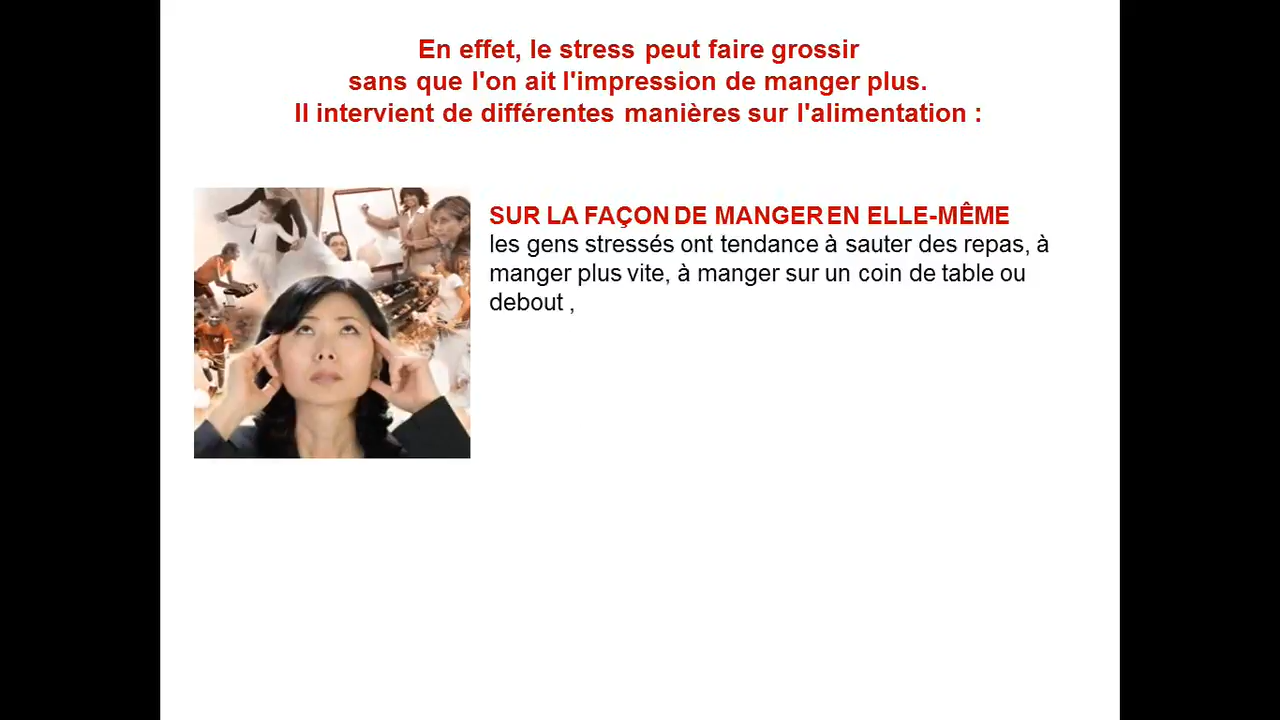 En effet, le stress peut faire grossir
sans que l'on ait l'impression de manger plus.
Il intervient de différentes manières sur l'alimentation :
SUR LA FAÇON DE MANGER EN ELLE-MÊME
les gens stressés ont tendance à sauter des repas, à
manger plus vite, à manger sur un coin de table ou
debout ,